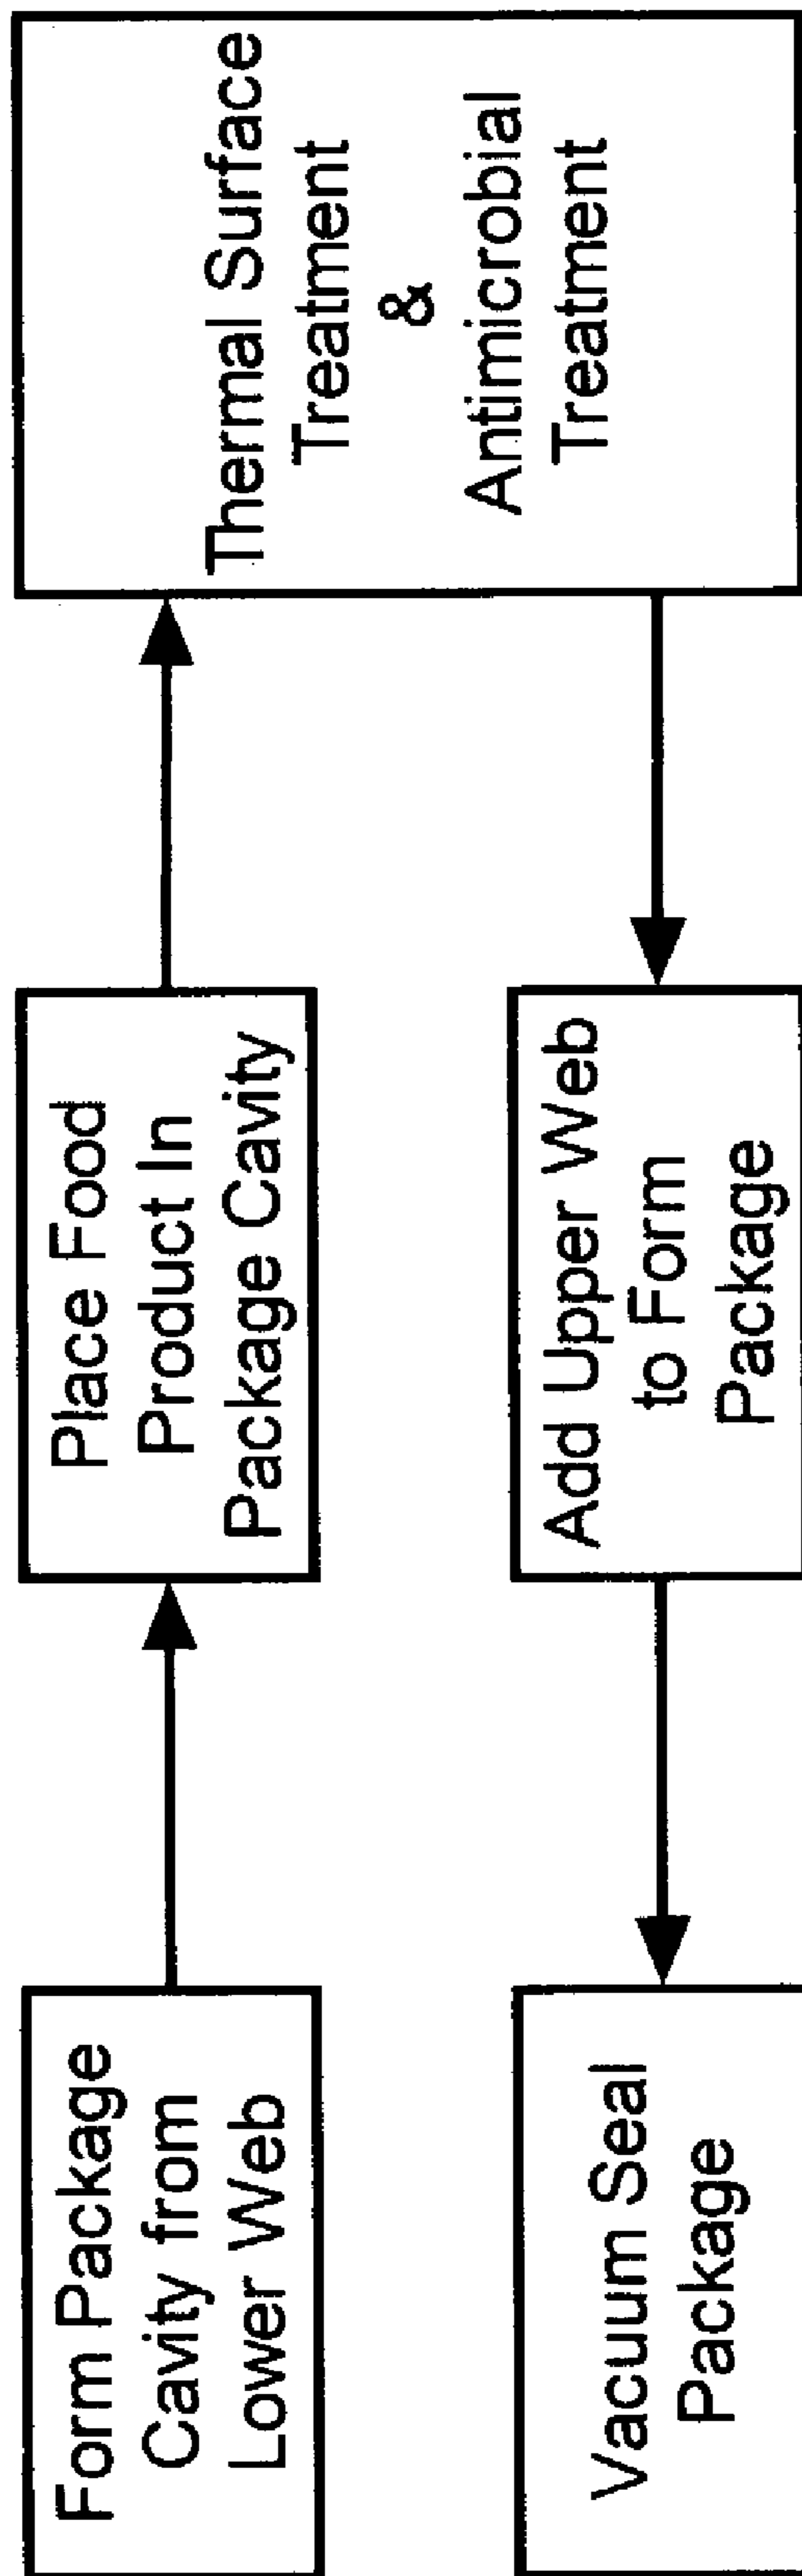 Form Package
Cavity from
Lower Web
Place Food
Product In
Package Cavity
Thermal Surface
Treatment
&
Antimicrobial
Treatment
Add Upper Web
to Form
Package
Vacuum Seal
Package